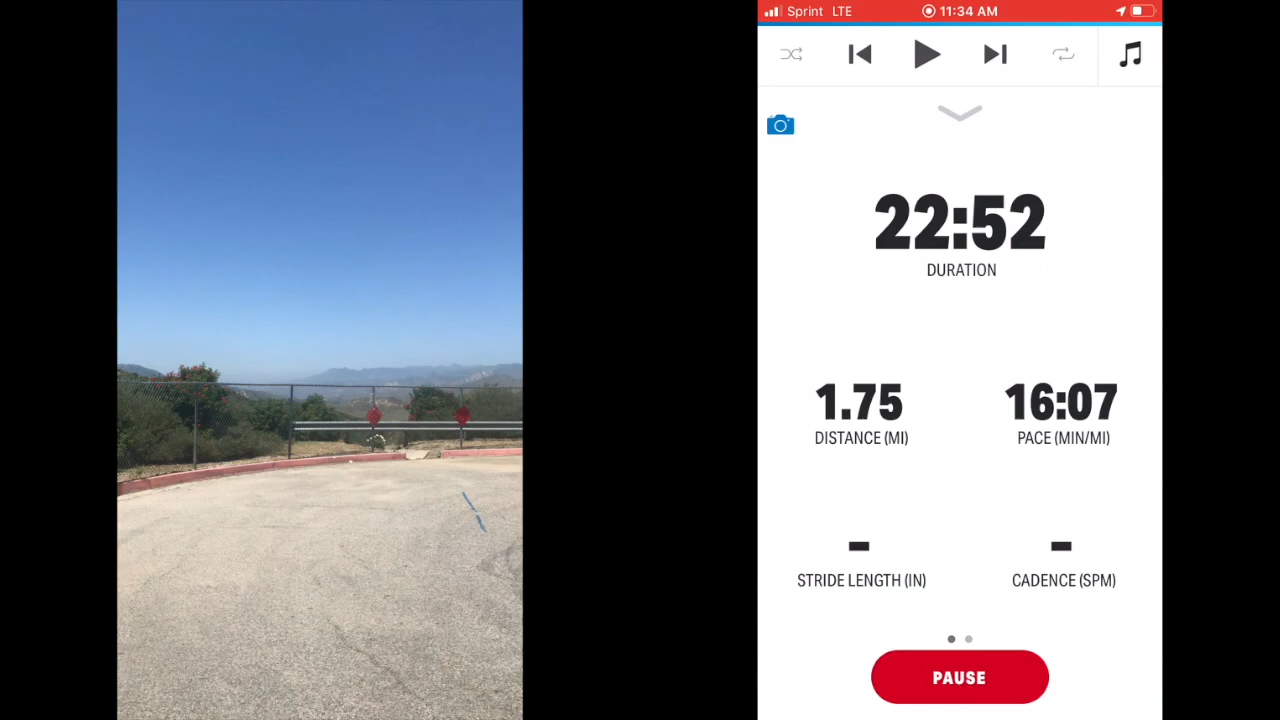 Sprint LTE 11:34 AM
22:52
DURATION
1.75 16:07
DISTANCE (MI) PACE (MIN/MI)
- -
STRIDE LENGTH (IN) CADENCE (SPM)
PAUSE